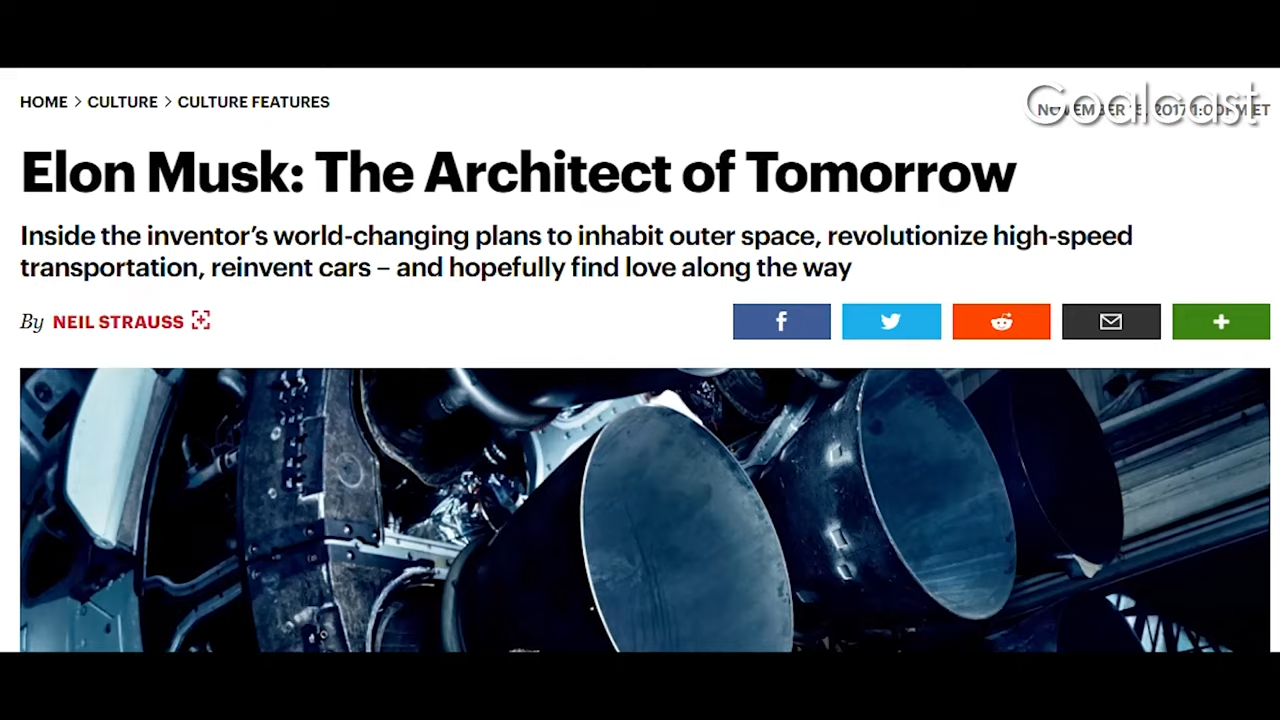 HOME > CULTURE > CULTURE FEATURES
Goalcast
Elon Musk: The Architect of Tomorrow
Inside the inventor's world-changing plans to inhabit outer space, revolutionize high-speed
transportation, reinvent cars – and hopefully find love along the way
By NEIL STRAUSS